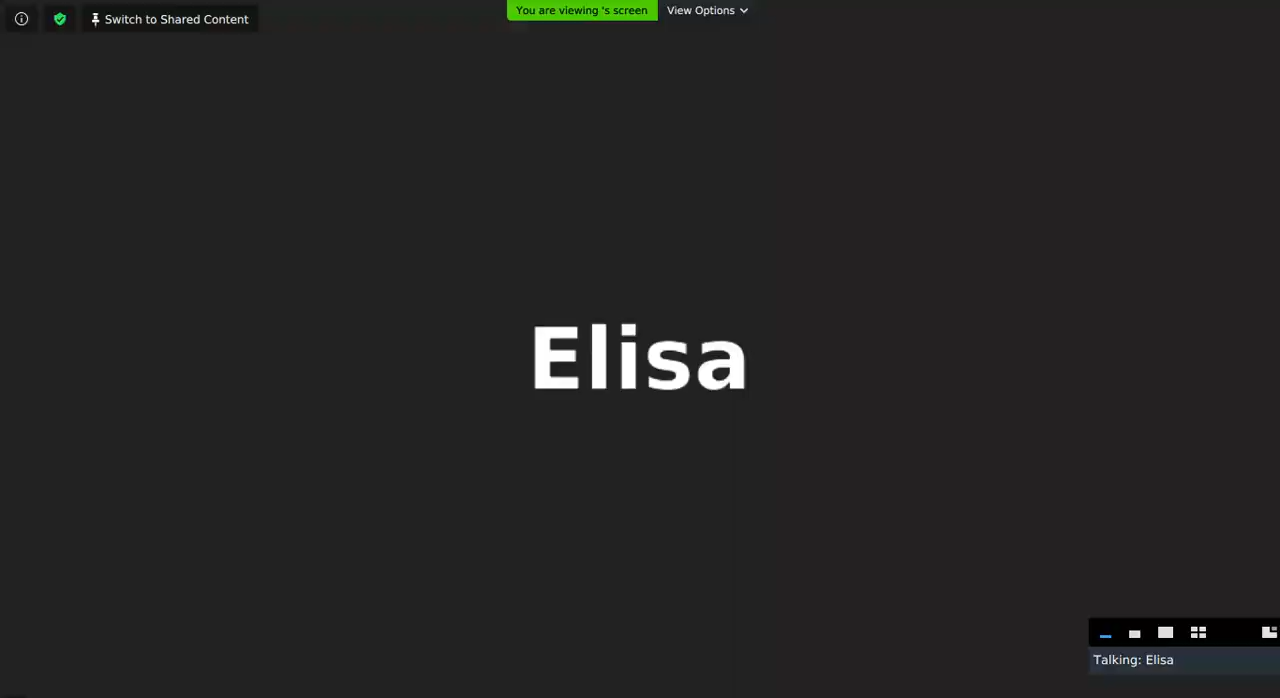 Switch to Shared Content
You are viewing 's screen
View Options
Elisa
Talking: Elisa